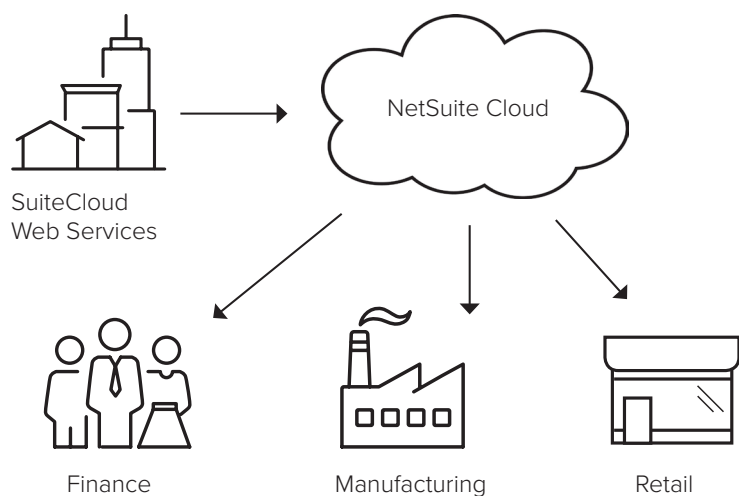 NetSuite Cloud
SuiteCloud
Web Services
Finance
Manufacturing
Retail